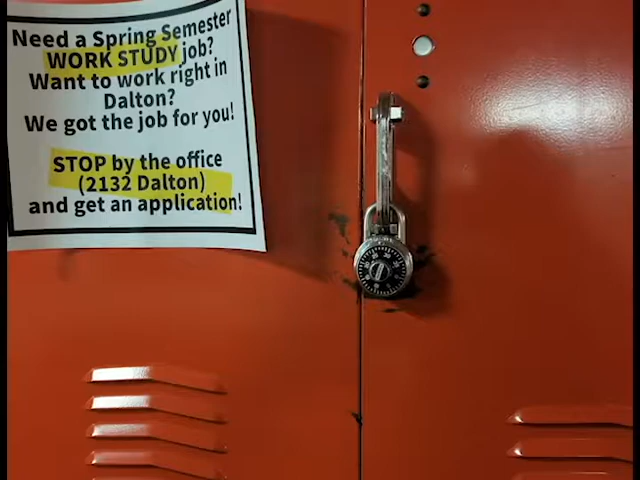 Need a Spring Semester
WORK STUDY job?
Want to work right in
Dalton?
We got the job for you!
STOP by the office
(2132 Dalton)
and get an application!